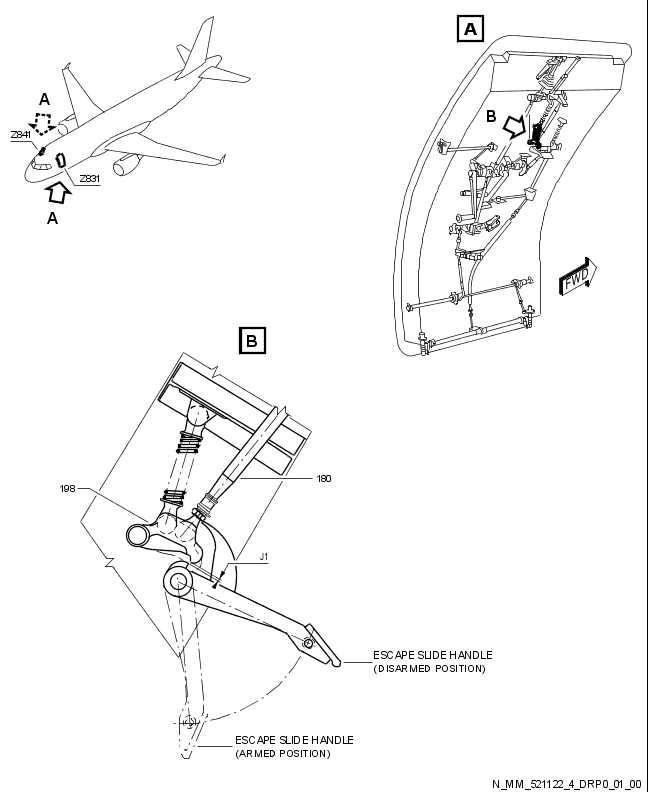 A
A
Z841
B
Z831
A
FWD
B
198
180
J1
ESCAPE SLIDE HANDLE
(DISARMED POSITION)
ESCAPE SLIDE HANDLE
(ARMED POSITION)
N_MM_521122_4_DRP0_01_00